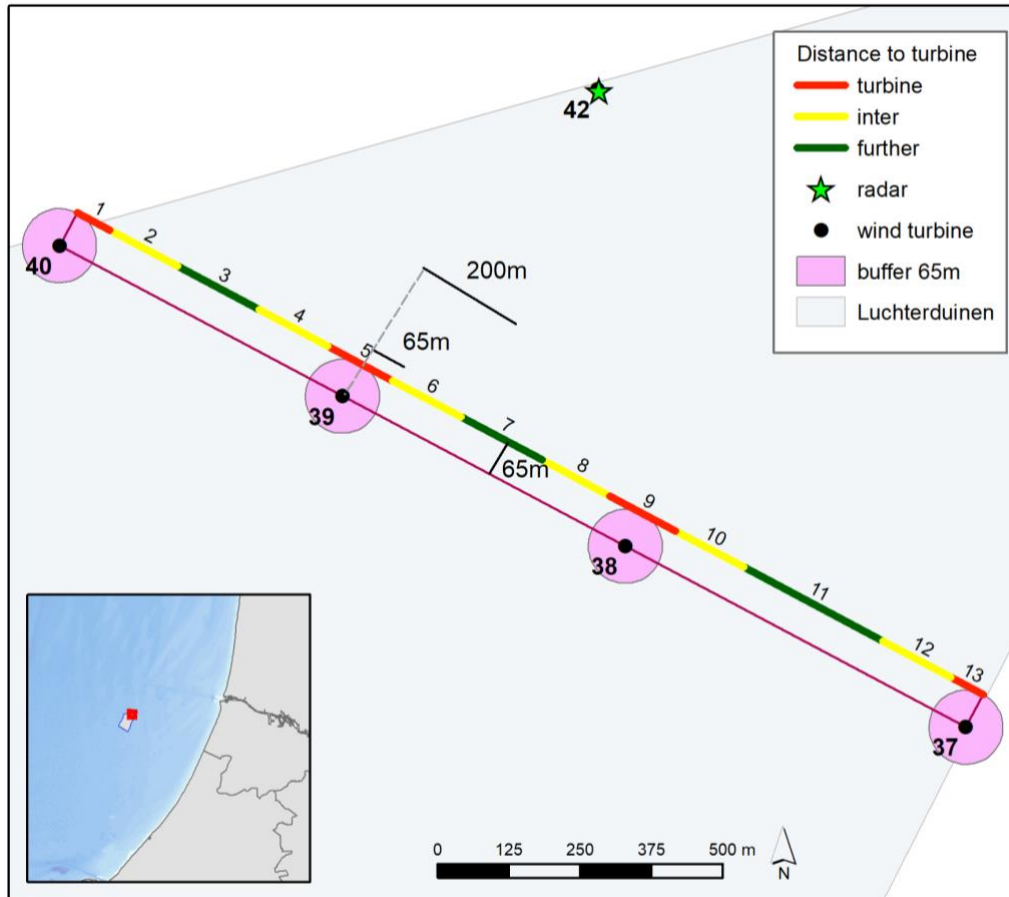 Distance to turbine
turbine
inter
further
radar
wind turbine
buffer 65m
Luchterduinen
42
1
2
40
3
200m
4
65m
5
6
39
7
65m
8
9
10
38
11
12
13
37
0 125 250 375 500 m
N